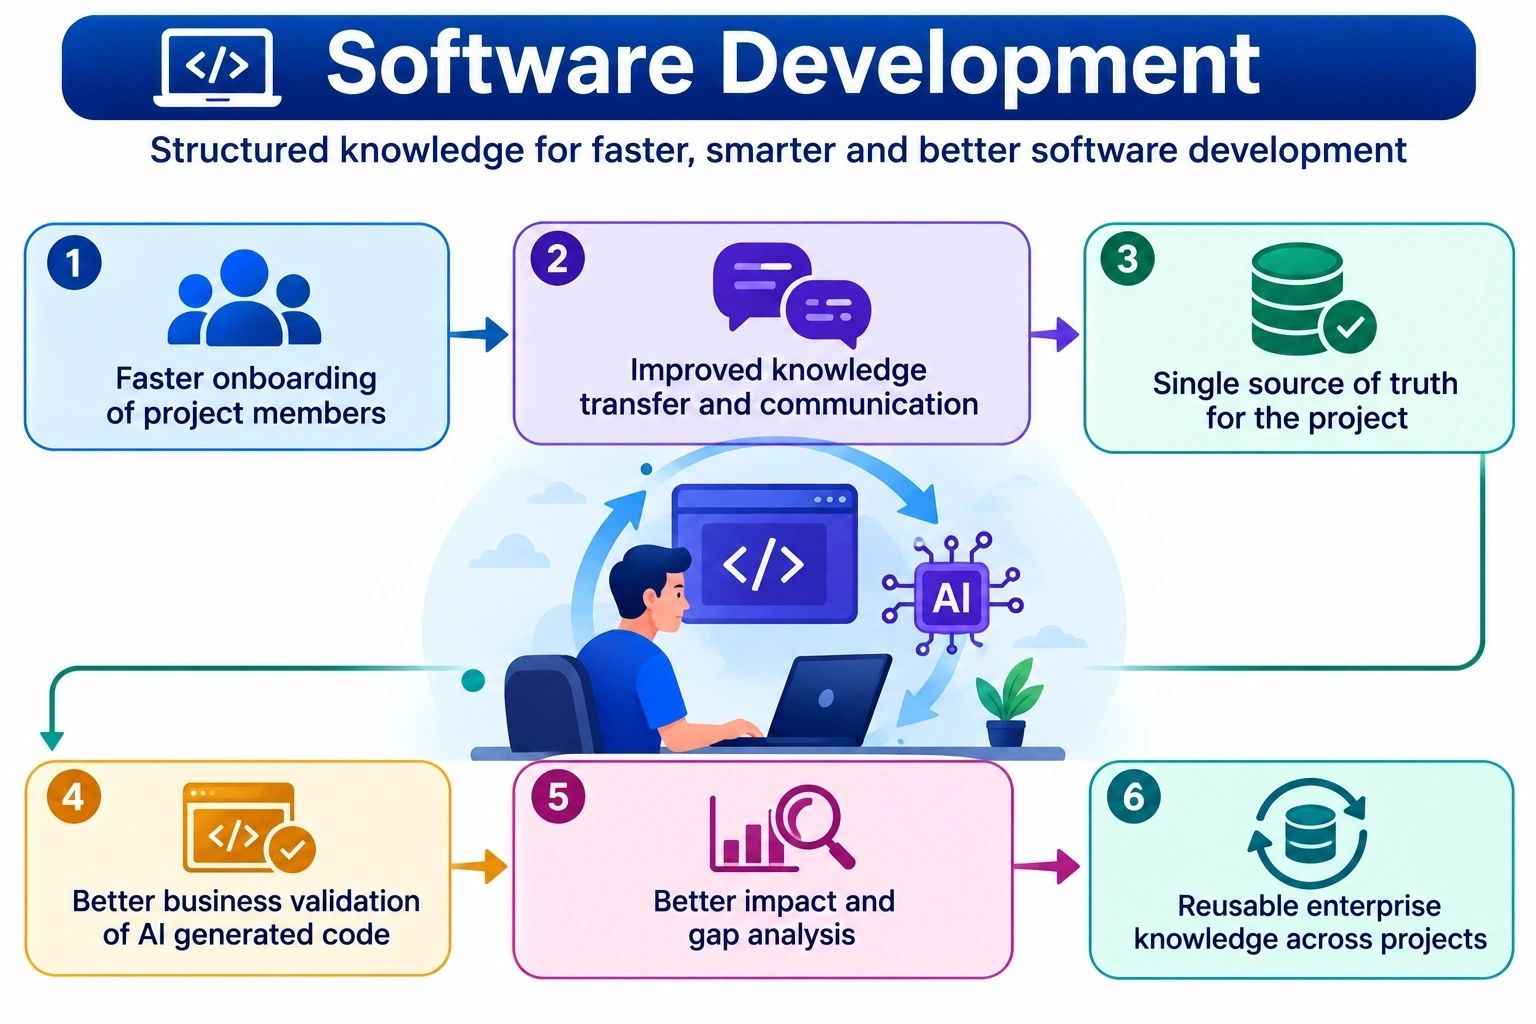 </>
Software Development
Structured knowledge for faster, smarter and better software development
1
Faster onboarding
of project members
2
Improved knowledge
transfer and communication
3
Single source of truth
for the project
</>
AI
4
</>
Better business validation
of AI generated code
5
Better impact and
gap analysis
6
Reusable enterprise
knowledge across projects